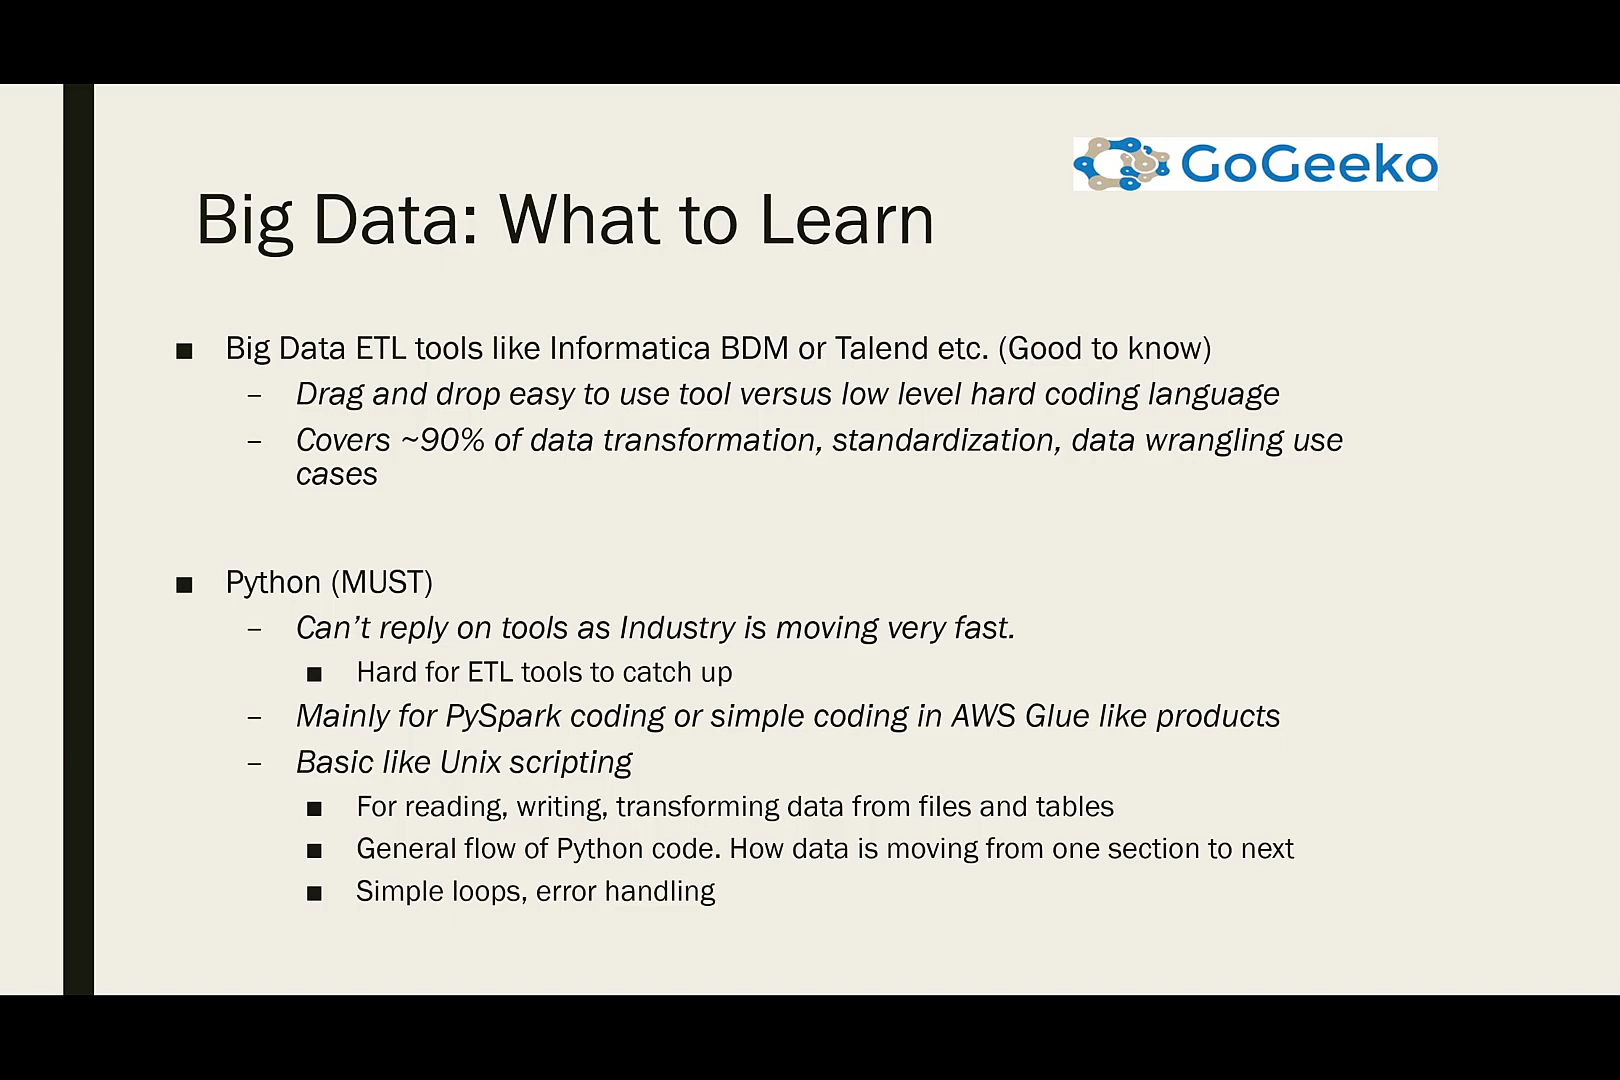 GoGeeko
Big Data: What to Learn
■ Big Data ETL tools like Informatica BDM or Talend etc. (Good to know)
– Drag and drop easy to use tool versus low level hard coding language
– Covers ~90% of data transformation, standardization, data wrangling use
cases
■ Python (MUST)
– Can’t reply on tools as Industry is moving very fast.
■ Hard for ETL tools to catch up
– Mainly for PySpark coding or simple coding in AWS Glue like products
– Basic like Unix scripting
■ For reading, writing, transforming data from files and tables
■ General flow of Python code. How data is moving from one section to next
■ Simple loops, error handling